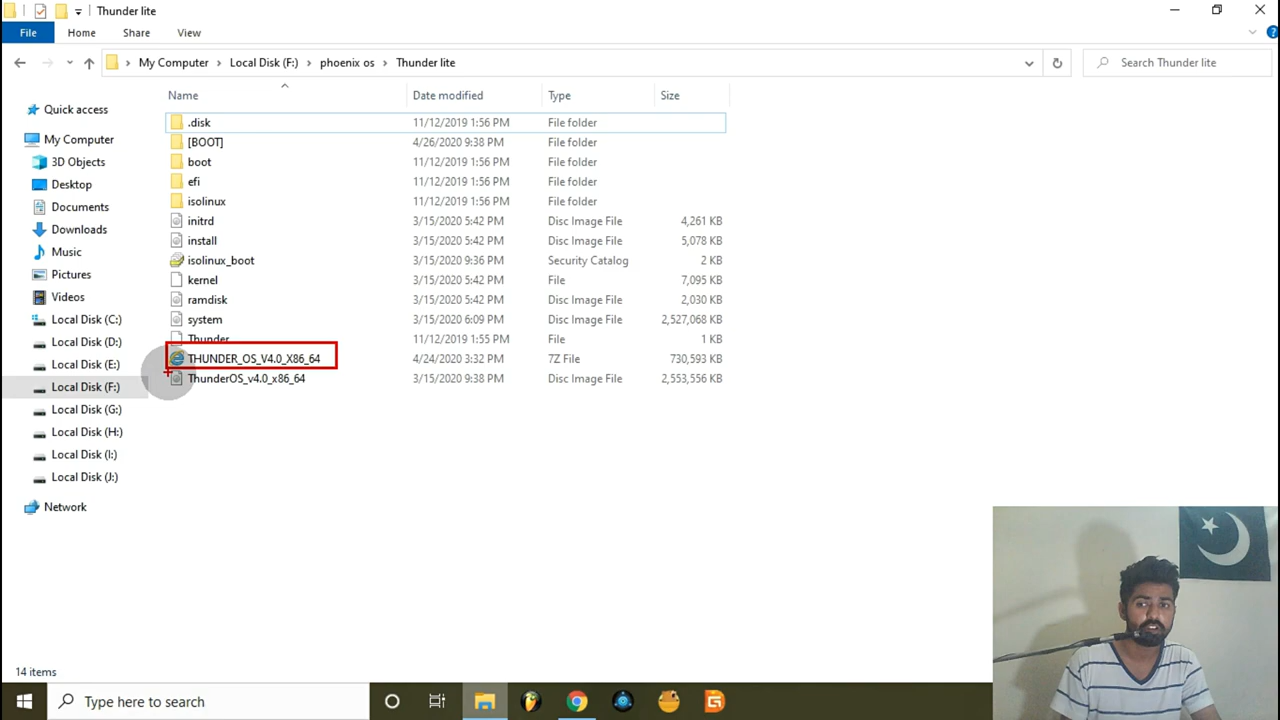 Thunder lite
File Home Share View
My Computer Local Disk (F:) phoenix os Thunder lite Search Thunder lite
Name Date modified Type Size
Quick access
My Computer
3D Objects
Desktop
Documents
Downloads
Music
Pictures
Videos
Local Disk (C:)
Local Disk (D:)
Local Disk (E:)
Local Disk (F:)
Local Disk (G:)
Local Disk (H:)
Local Disk (I:)
Local Disk (J:)
Network
.disk 11/12/2019 1:56 PM File folder
[BOOT] 4/26/2020 9:38 PM File folder
boot 11/12/2019 1:56 PM File folder
efi 11/12/2019 1:56 PM File folder
isolinux 11/12/2019 1:56 PM File folder
initrd 3/15/2020 5:42 PM Disc Image File 4,261 KB
install 3/15/2020 5:42 PM Disc Image File 5,078 KB
isolinux_boot 3/15/2020 9:36 PM Security Catalog 2 KB
kernel 3/15/2020 5:42 PM File 7,095 KB
ramdisk 3/15/2020 5:42 PM Disc Image File 2,030 KB
system 3/15/2020 6:09 PM Disc Image File 2,527,068 KB
Thunder 11/12/2019 1:55 PM File 1 KB
THUNDER_OS_V4.0_X86_64 4/24/2020 3:32 PM 7Z File 730,593 KB
ThunderOS_v4.0_x86_64 3/15/2020 9:38 PM Disc Image File 2,553,556 KB
14 items
Type here to search